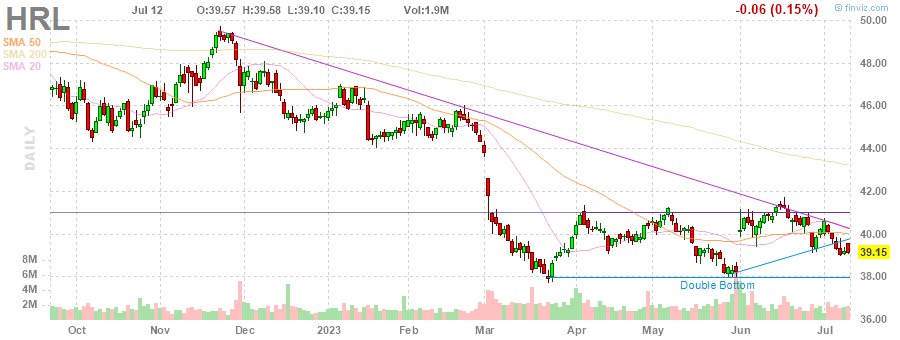 HRL Jul 12 O:39.57 H:39.58 L:39.10 C:39.15 Vol:1.9M -0.06 (0.15%) © finviz.com
SMA 50
SMA 200
SMA 20
DAILY
50.00
48.00
46.00
44.00
42.00
40.00
39.15
38.00
36.00
8M
6M
4M
2M
Double Bottom
Oct Nov Dec 2023 Feb Mar Apr May Jun Jul